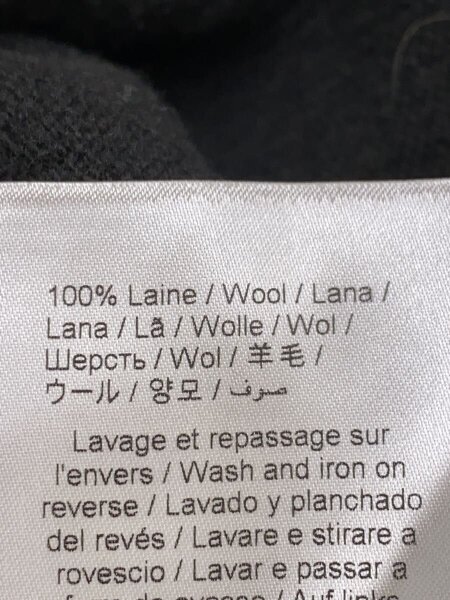 100% Laine / Wool / Lana /
Lana / Lã / Wolle / Wol /
Шерсть / Wol / 羊毛 /
ウール / 양모 / صوف
Lavage et repassage sur
l'envers / Wash and iron on
reverse / Lavado y planchado
del revés / Lavare e stirare a
rovescio / Lavar e passar a